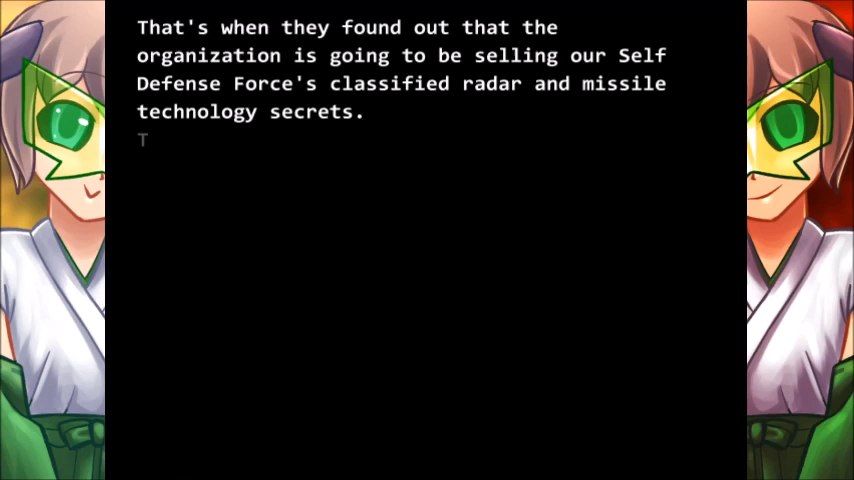 That's when they found out that the
organization is going to be selling our Self
Defense Force's classified radar and missile
technology secrets.
T